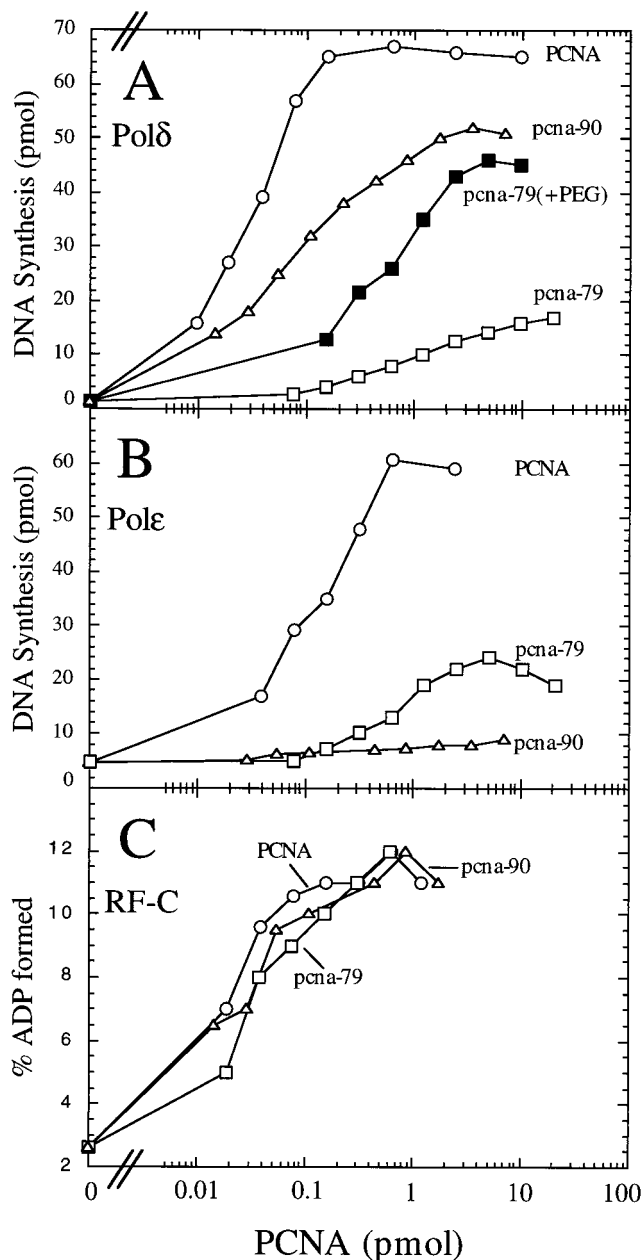 70
60
50
40
30
20
10
0
DNA Synthesis (pmol)
A
Polδ
PCNA
pcna-90
pcna-79(+PEG)
pcna-79
60
50
40
30
20
10
0
DNA Synthesis (pmol)
B
Polε
PCNA
pcna-79
pcna-90
12
10
8
6
4
2
% ADP formed
C
RF-C
PCNA
pcna-90
pcna-79
0 0.01 0.1 1 10 100
PCNA (pmol)